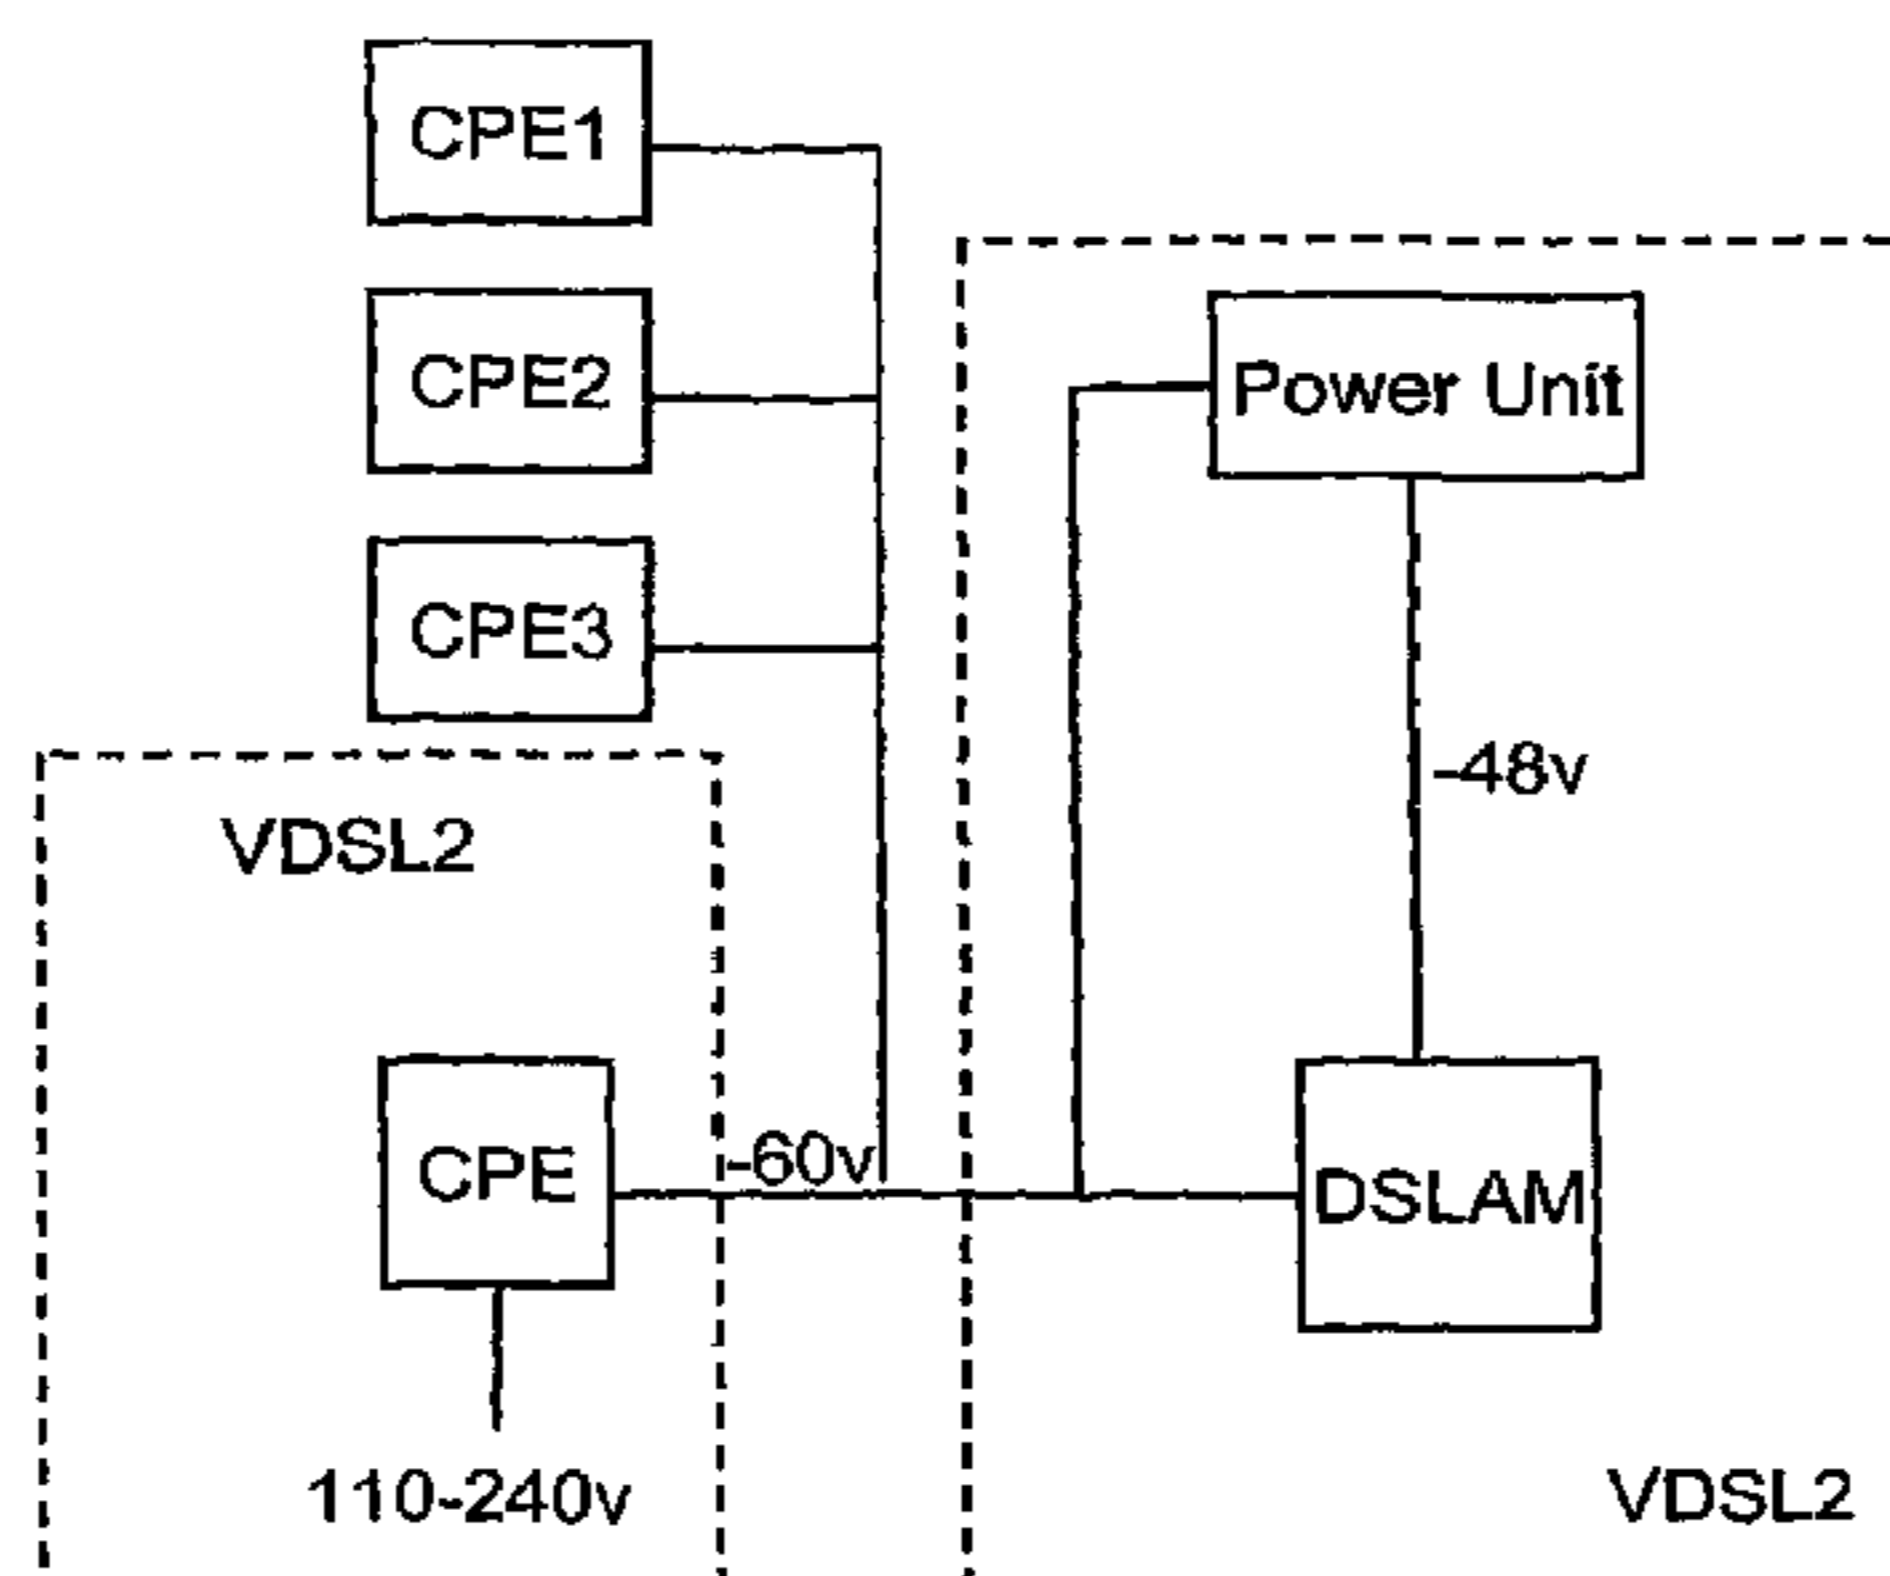 CPE1
CPE2
Power Unit
CPE3
-48v
VDSL2
-60v
CPE
DSLAM
110-240v
VDSL2